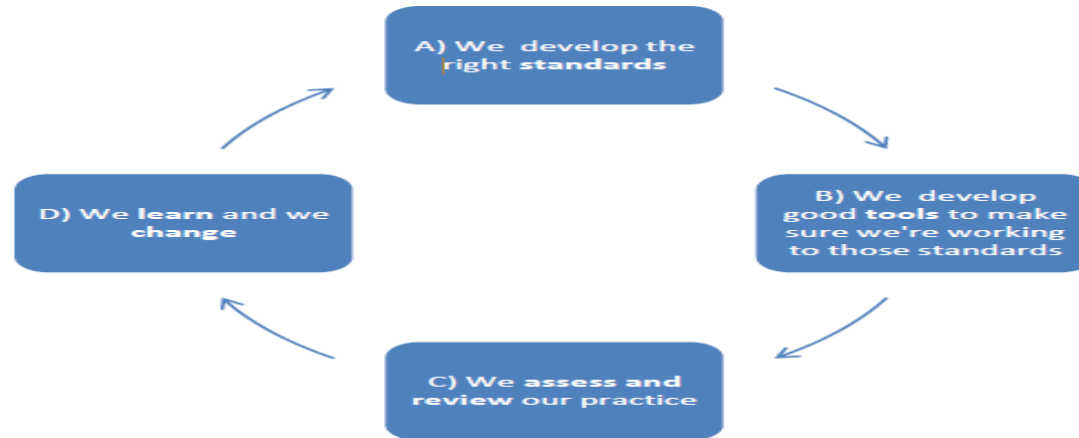 A) We develop the
right standards
B) We develop
good tools to make
sure we're working
to those standards
C) We assess and
review our practice
D) We learn and we
change